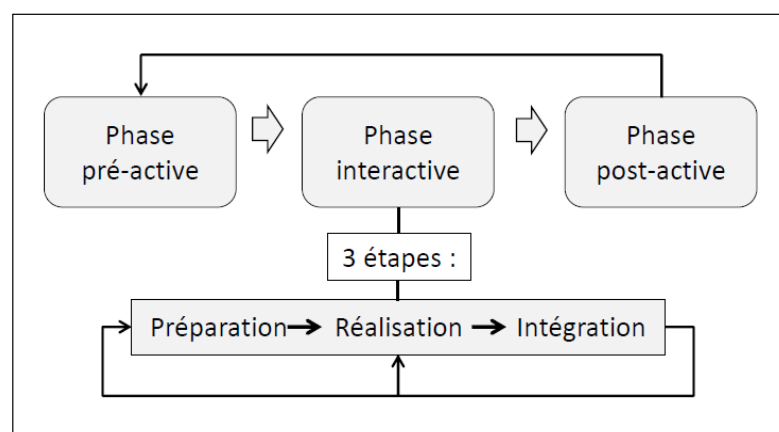 Phase
pré-active
Phase
interactive
Phase
post-active
3 étapes :
Préparation Réalisation Intégration